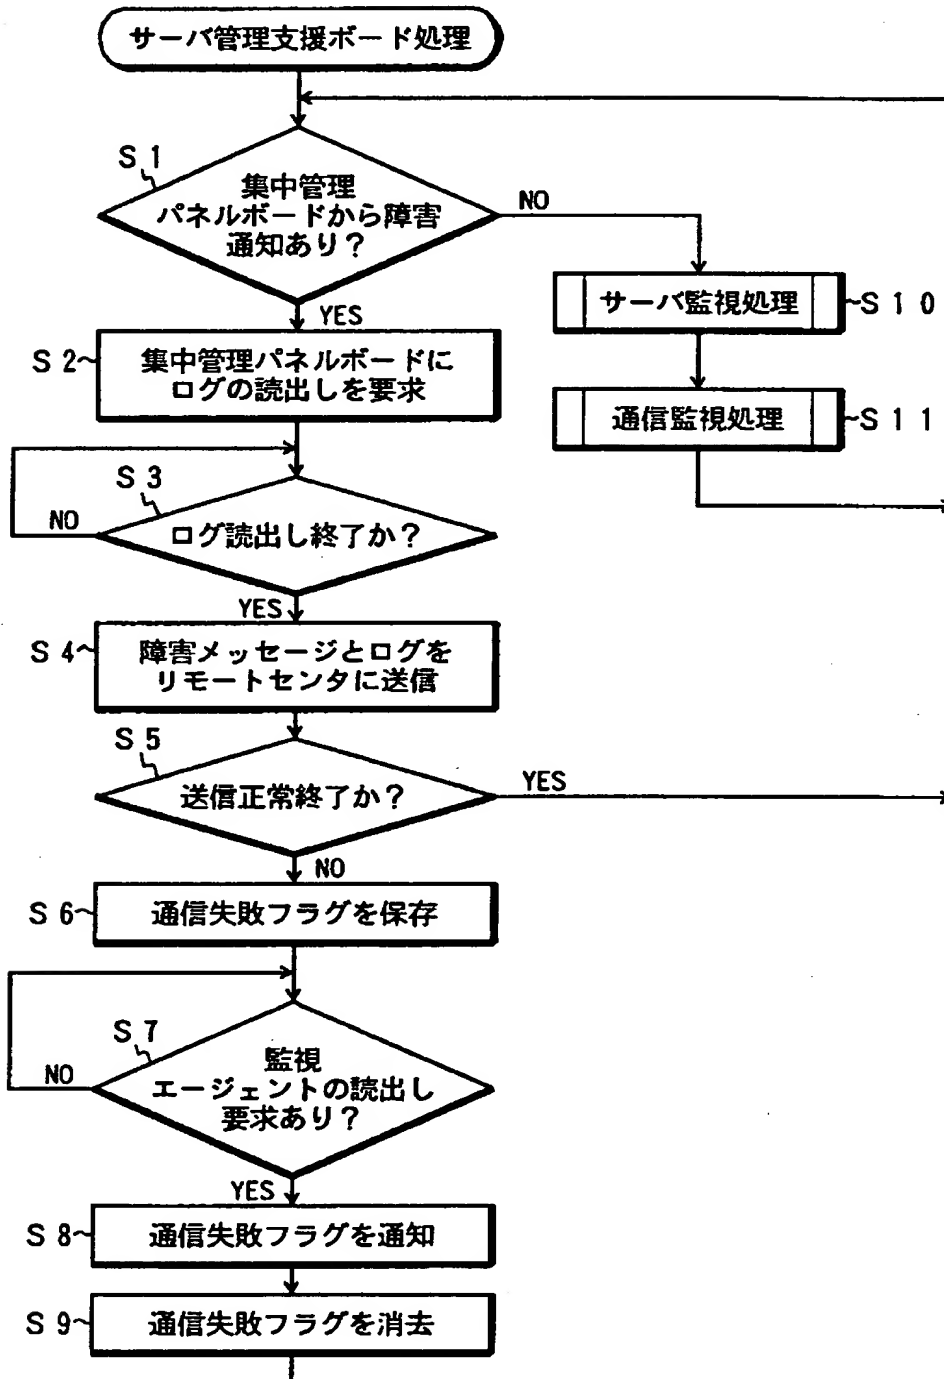 サーバ管理支援ボード処理
S 1
集中管理
パネルボードから障害
通知あり?
NO
YES
サーバ監視処理
S 1 0
S 2
集中管理パネルボードに
ログの読出しを要求
通信監視処理
S 1 1
S 3
ログ読出し終了か?
NO
YES
S 4
障害メッセージとログを
リモートセンタに送信
S 5
送信正常終了か?
YES
NO
S 6
通信失敗フラグを保存
S 7
監視
エージェントの読出し
要求あり?
NO
YES
S 8
通信失敗フラグを通知
S 9
通信失敗フラグを消去